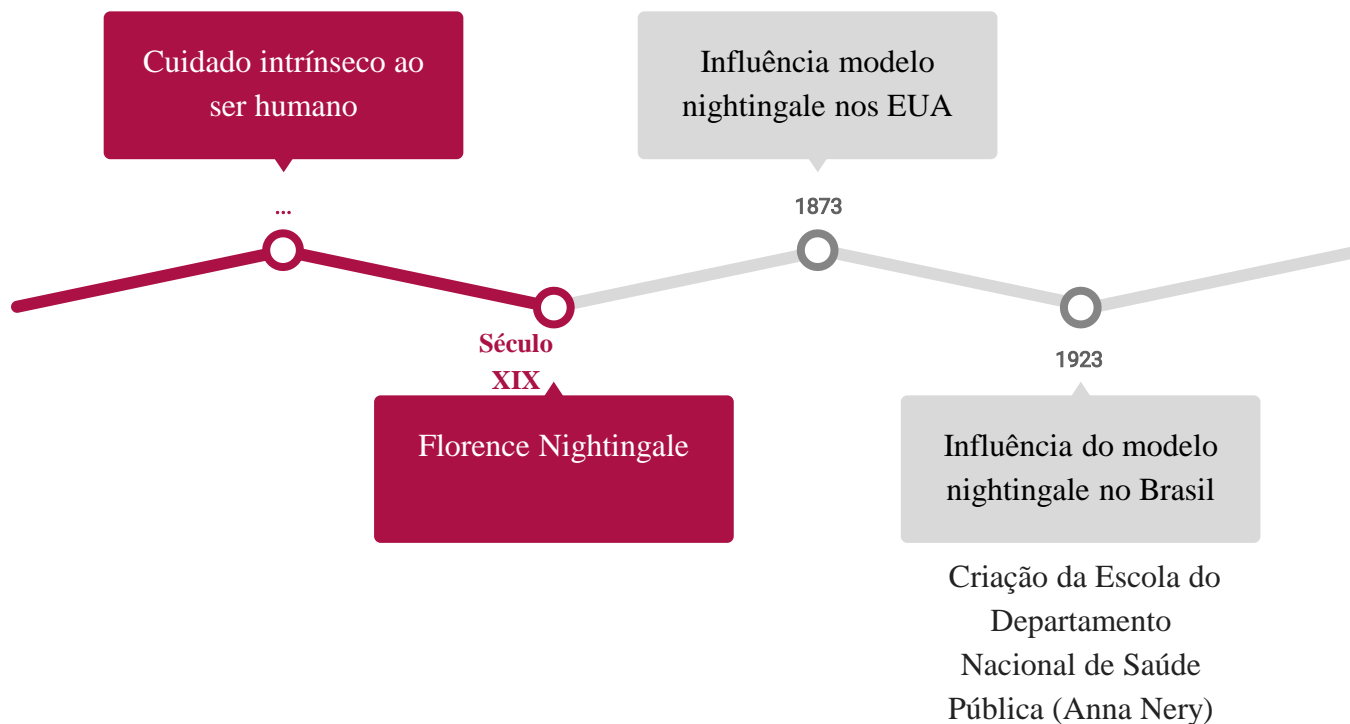 Cuidado intrínseco ao
ser humano
...
Século
XIX
Florence Nightingale
Influência modelo
nightingale nos EUA
1873
1923
Influência do modelo
nightingale no Brasil
Criação da Escola do
Departamento
Nacional de Saúde
Pública (Anna Nery)